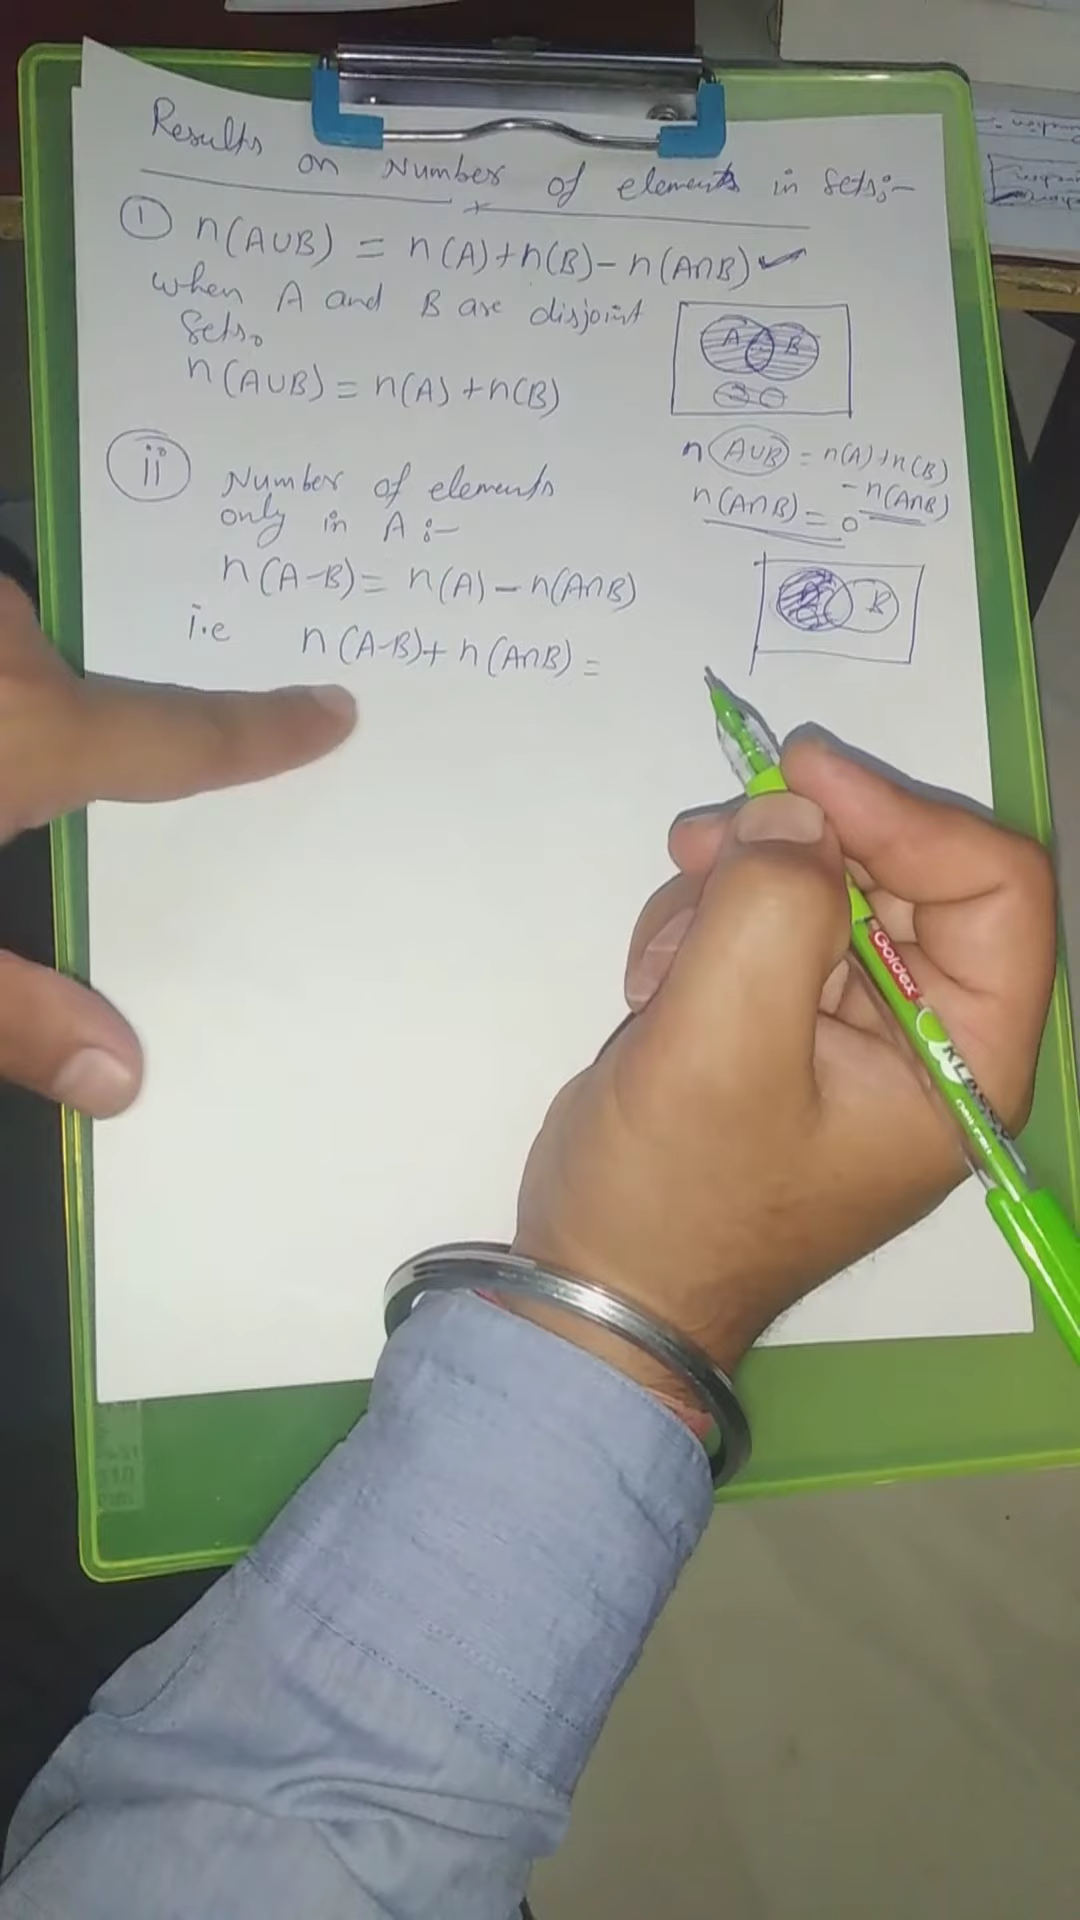 Results on Number of elements in Sets:-
① n(A∪B) = n(A)+n(B)-n(A∩B) ✓
when A and B are disjoint
Sets.
n(A∪B) = n(A)+n(B)
ii Number of elements
only in A :-
n(A-B) = n(A)-n(A∩B)
i.e n(A-B)+n(A∩B) =
A B
n(A∪B) = n(A)+n(B)
-n(A∩B)
n(A∩B) = 0
A B
Goldex
KLASSY